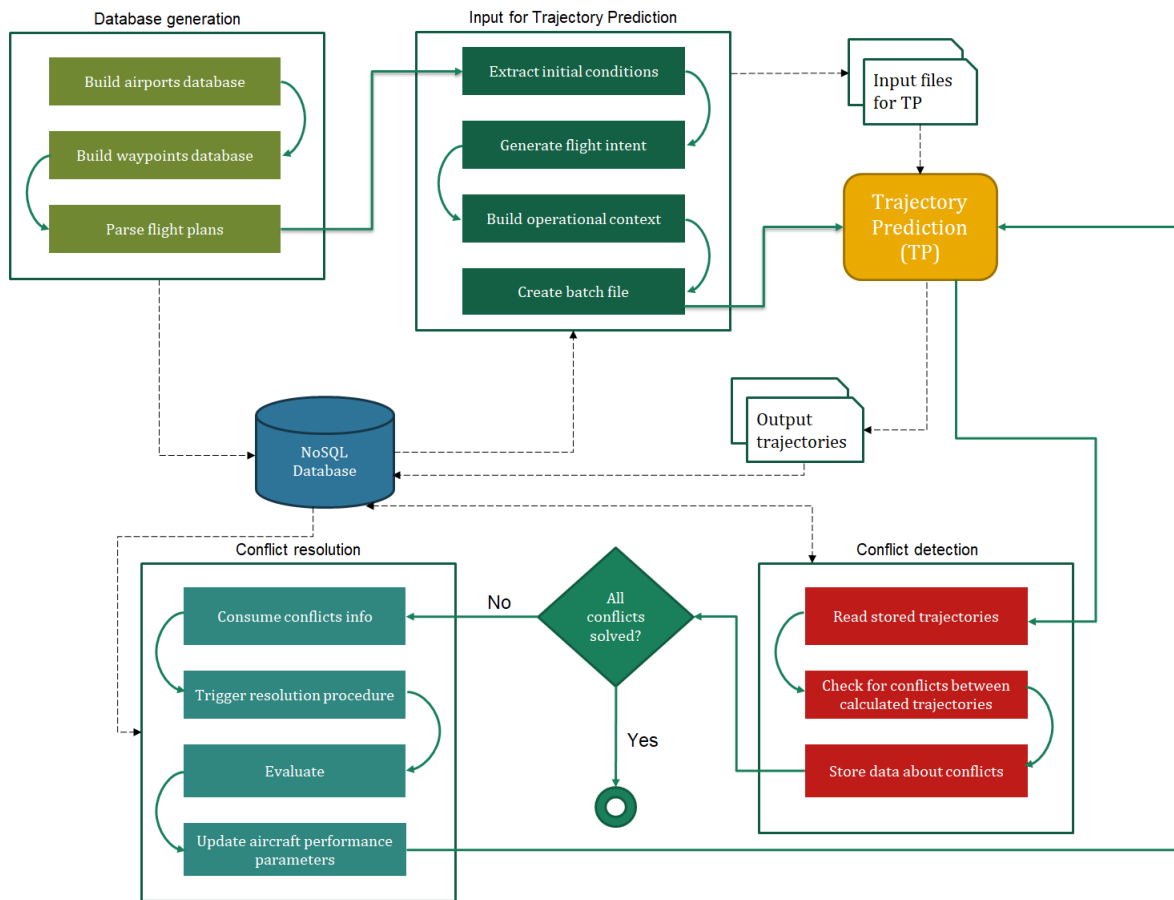 Database generation
Build airports database
Build waypoints database
Parse flight plans
Input for Trajectory Prediction
Extract initial conditions
Generate flight intent
Build operational context
Create batch file
Input files
for TP
Trajectory
Prediction
(TP)
Output
trajectories
NoSQL
Database
Conflict resolution
Consume conflicts info
Trigger resolution procedure
Evaluate
Update aircraft performance
parameters
No
All
conflicts
solved?
Yes
Conflict detection
Read stored trajectories
Check for conflicts between
calculated trajectories
Store data about conflicts